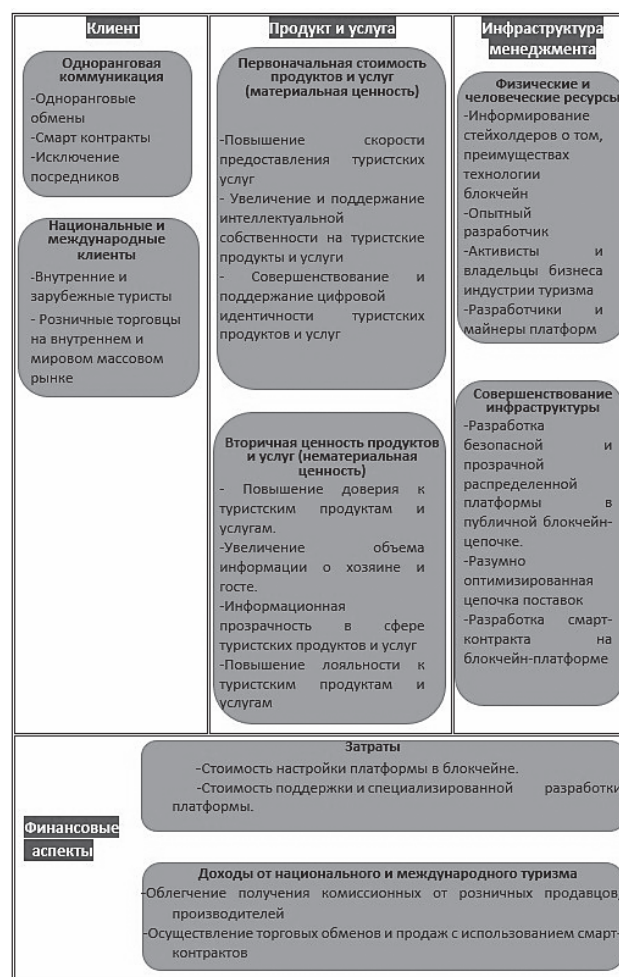 Клиент
Одноранговая
коммуникация
-Одноранговые
обмены
-Смарт контракты
-Исключение
посредников
Национальные и
международные
клиенты
-Внутренние и
зарубежные туристы
- Розничные торговцы
на внутреннем и
мировом массовом
рынке
Продукт и услуга
Первоначальная стоимость
продуктов и услуг
(материальная ценность)
-Повышение скорости
предоставления туристских
услуг
- Увеличение и поддержание
интеллектуальной
собственности на туристские
продукты и услуги
- Совершенствование и
поддержание цифровой
идентичности туристских
продуктов и услуг
Вторичная ценность продуктов
и услуг (нематериальная
ценность)
- Повышение доверия к
туристским продуктам и
услугам.
-Увеличение объема
информации о хозяине и
госте.
-Информационная
прозрачность в сфере
туристских продуктов и услуг
-Повышение лояльности к
туристским продуктам и
услугам
Инфраструктура
менеджмента
Физические и
человеческие ресурсы
-Информирование
стейхолдеров о том,
преимуществах
технологии
блокчейн
-Опытный
разработчик
-Активисты и
владельцы бизнеса
индустрии туризма
-Разработчики и
майнеры платформ
Совершенствование
инфраструктуры
-Разработка
безопасной и
прозрачной
распределенной
платформы в
публичной блокчейн-
цепочке.
-Разумно
оптимизированная
цепочка поставок
-Разработка смарт-
контракта на
блокчейн-платформе
Финансовые
аспекты
Затраты
-Стоимость настройки платформы в блокчейне.
-Стоимость поддержки и специализированной разработки
платформы.
Доходы от национального и международного туризма
-Облегчение получения комиссионных от розничных продавцов,
производителей
-Осуществление торговых обменов и продаж с использованием смарт-
контрактов